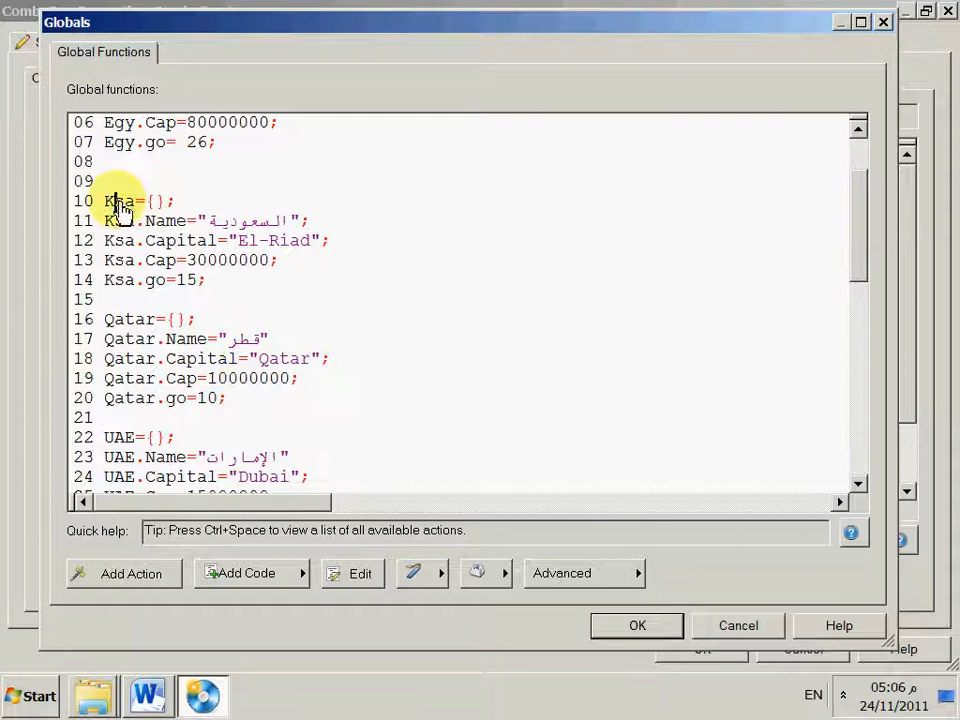 Globals
Global Functions
Global functions:
06 Egy.Cap=80000000;
07 Egy.go= 26;
08
09
10 Ksa={};
11 Ksa.Name="السعودية";
12 Ksa.Capital="El-Riad";
13 Ksa.Cap=30000000;
14 Ksa.go=15;
15
16 Qatar={};
17 Qatar.Name="قطر"
18 Qatar.Capital="Qatar";
19 Qatar.Cap=10000000;
20 Qatar.go=10;
21
22 UAE={};
23 UAE.Name="الإمارات"
24 UAE.Capital="Dubai";
Quick help: Tip: Press Ctrl+Space to view a list of all available actions.
Add Action Add Code Edit Advanced
OK Cancel Help
Help
Start EN 05:06 م
24/11/2011